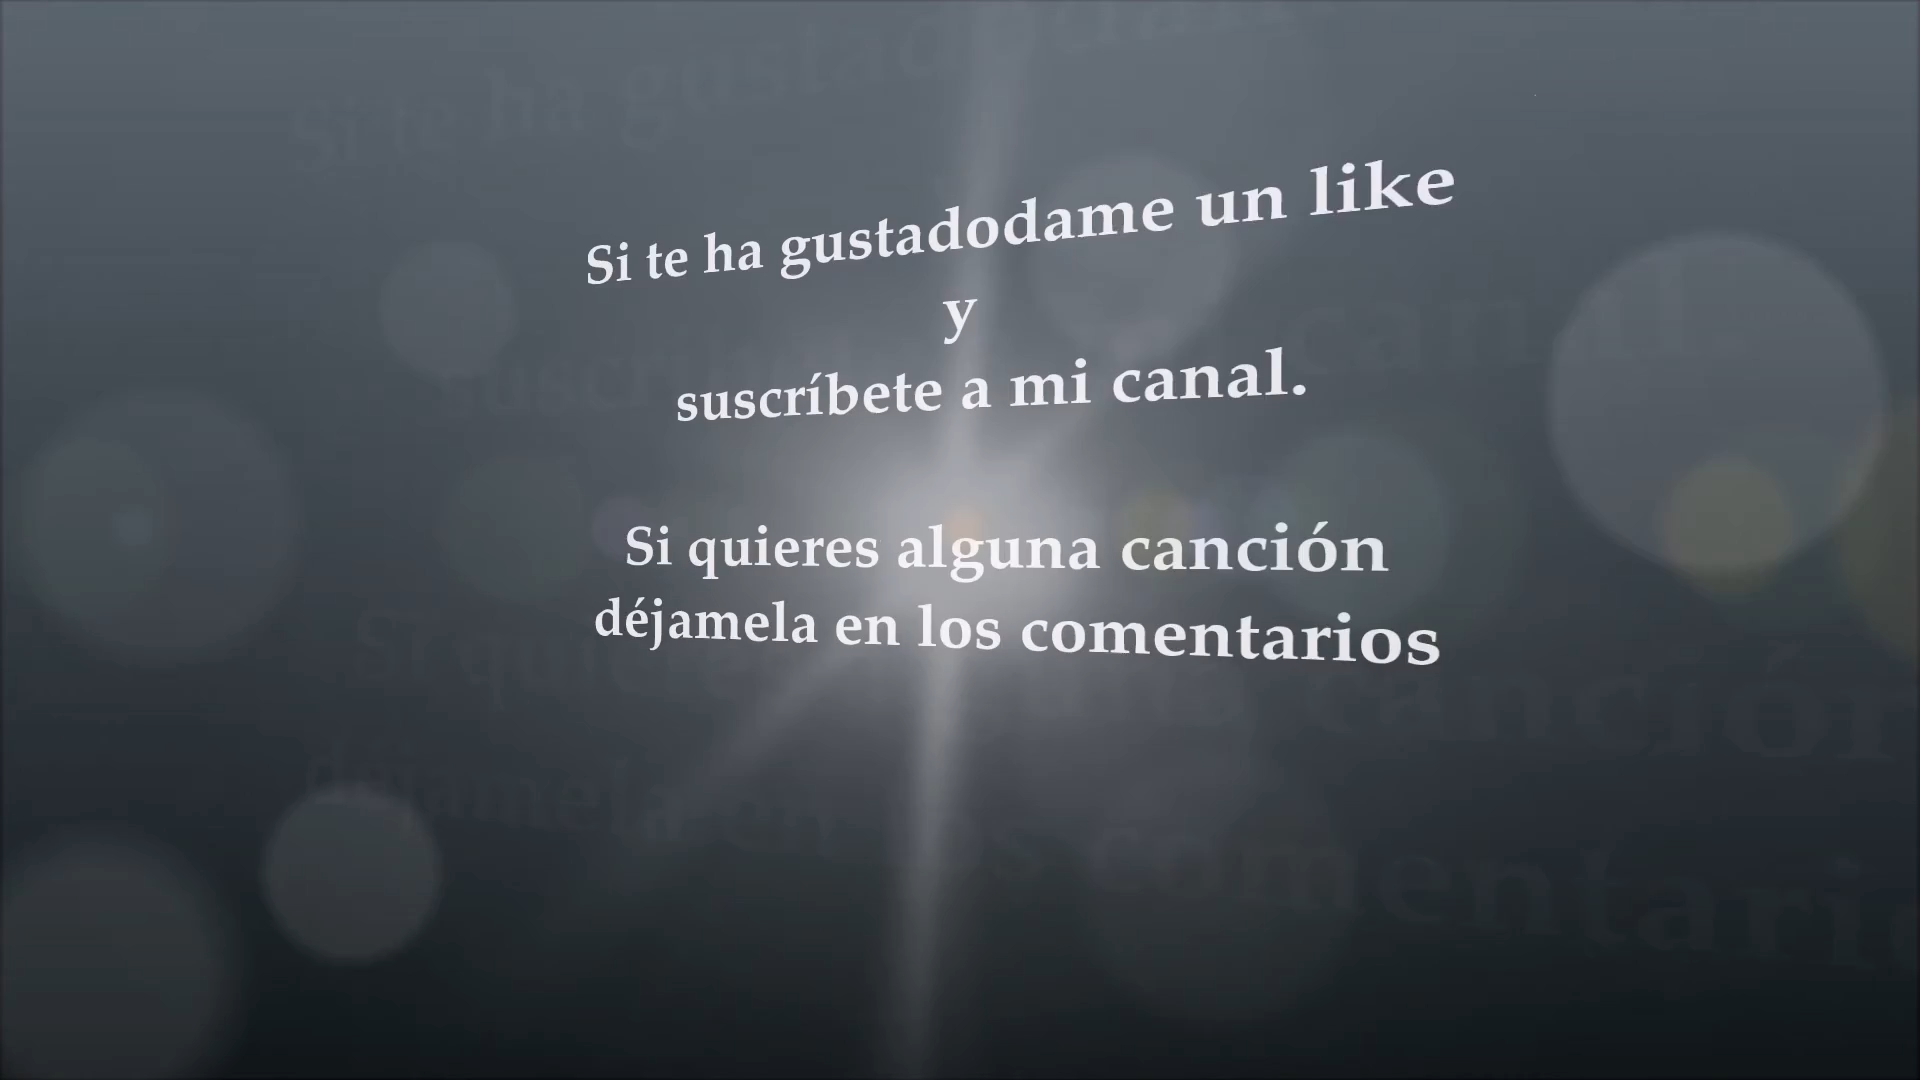 Si te ha gustadodame un like
y
suscríbete a mi canal.
Si quieres alguna canción
déjamela en los comentarios